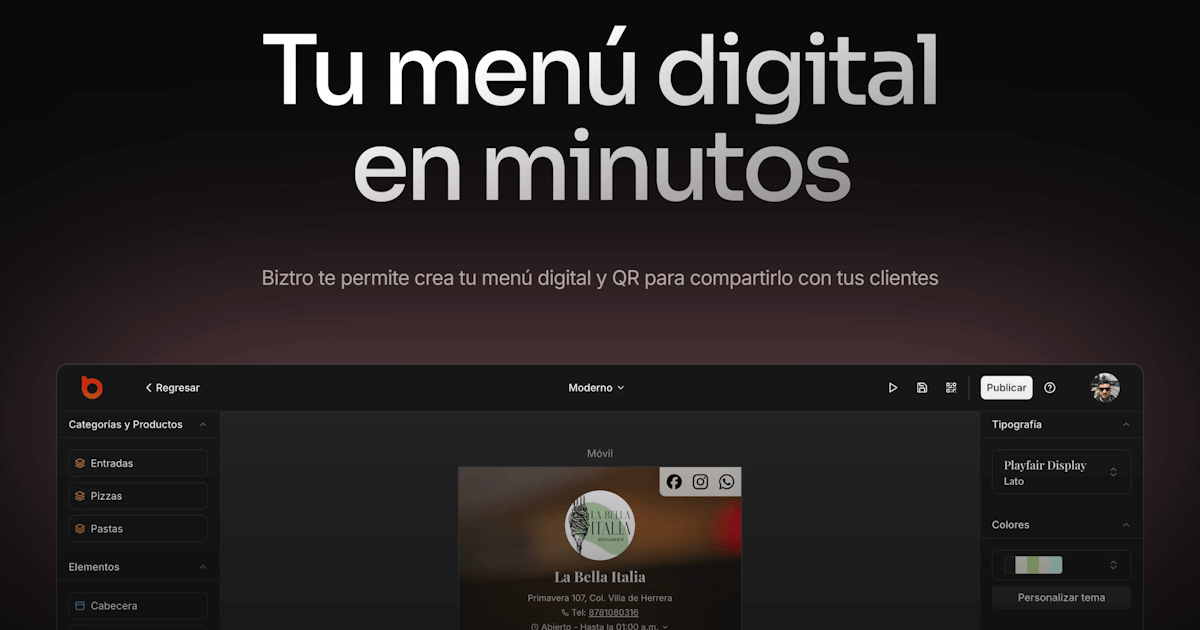 Tu menú digital
en minutos
Biztro te permite crea tu menú digital y QR para compartirlo con tus clientes
Regresar
Moderno
Publicar
Categorías y Productos
Entradas
Pizzas
Pastas
Elementos
Cabecera
Móvil
LA BELLA
ITALIA
RESTAURANTE
La Bella Italia
Primavera 107, Col. Villa de Herrera
Tel: 8781080316
Abierto - Hasta la 01:00 a.m.
Tipografía
Playfair Display
Lato
Colores
Personalizar tema